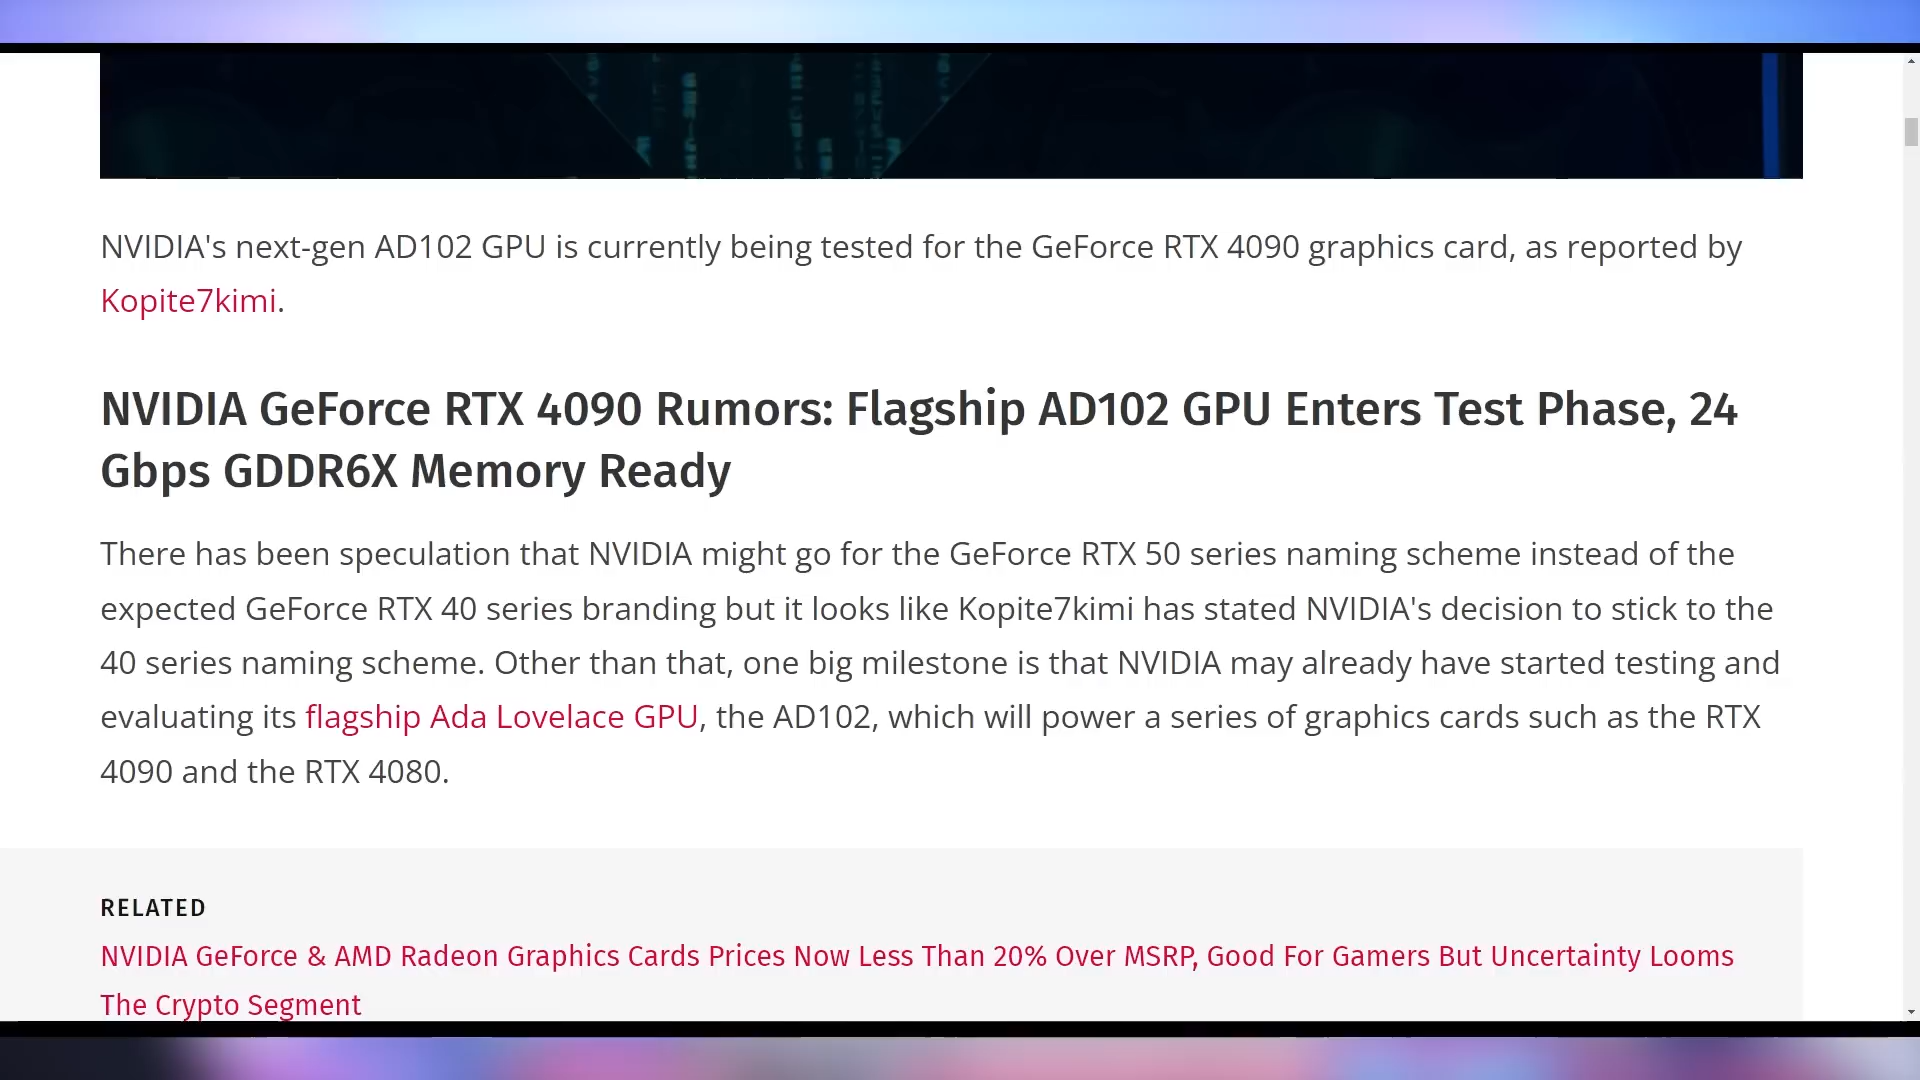 NVIDIA's next-gen AD102 GPU is currently being tested for the GeForce RTX 4090 graphics card, as reported by
Kopite7kimi.
NVIDIA GeForce RTX 4090 Rumors: Flagship AD102 GPU Enters Test Phase, 24
Gbps GDDR6X Memory Ready
There has been speculation that NVIDIA might go for the GeForce RTX 50 series naming scheme instead of the
expected GeForce RTX 40 series branding but it looks like Kopite7kimi has stated NVIDIA's decision to stick to the
40 series naming scheme. Other than that, one big milestone is that NVIDIA may already have started testing and
evaluating its flagship Ada Lovelace GPU, the AD102, which will power a series of graphics cards such as the RTX
4090 and the RTX 4080.
RELATED
NVIDIA GeForce & AMD Radeon Graphics Cards Prices Now Less Than 20% Over MSRP, Good For Gamers But Uncertainty Looms
The Crypto Segment